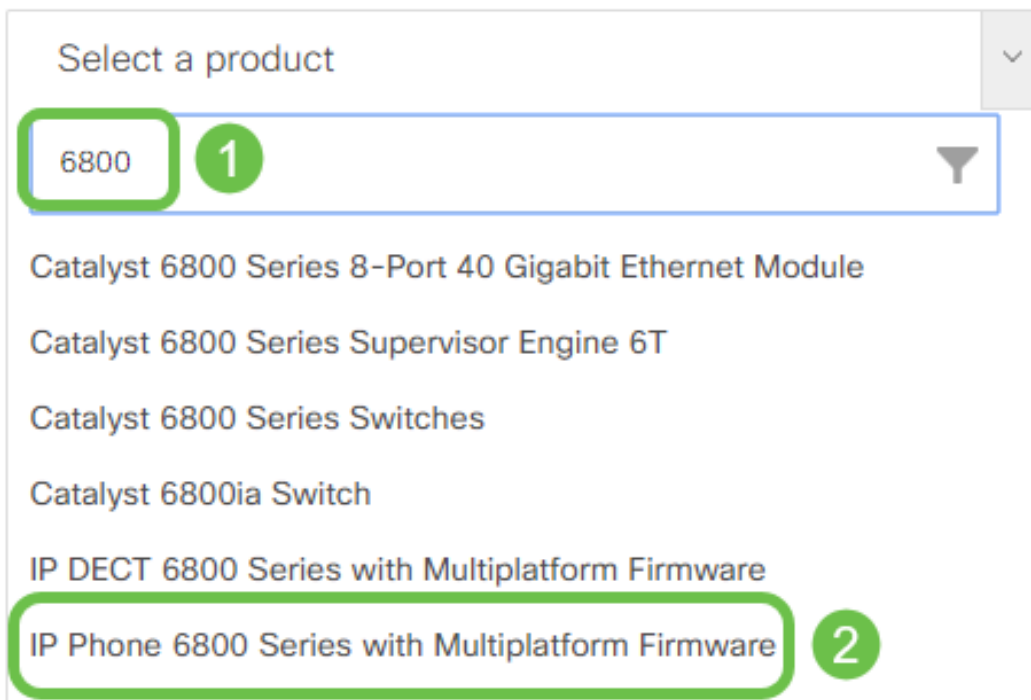 Select a product
6800 1
Catalyst 6800 Series 8-Port 40 Gigabit Ethernet Module
Catalyst 6800 Series Supervisor Engine 6T
Catalyst 6800 Series Switches
Catalyst 6800ia Switch
IP DECT 6800 Series with Multiplatform Firmware
IP Phone 6800 Series with Multiplatform Firmware 2